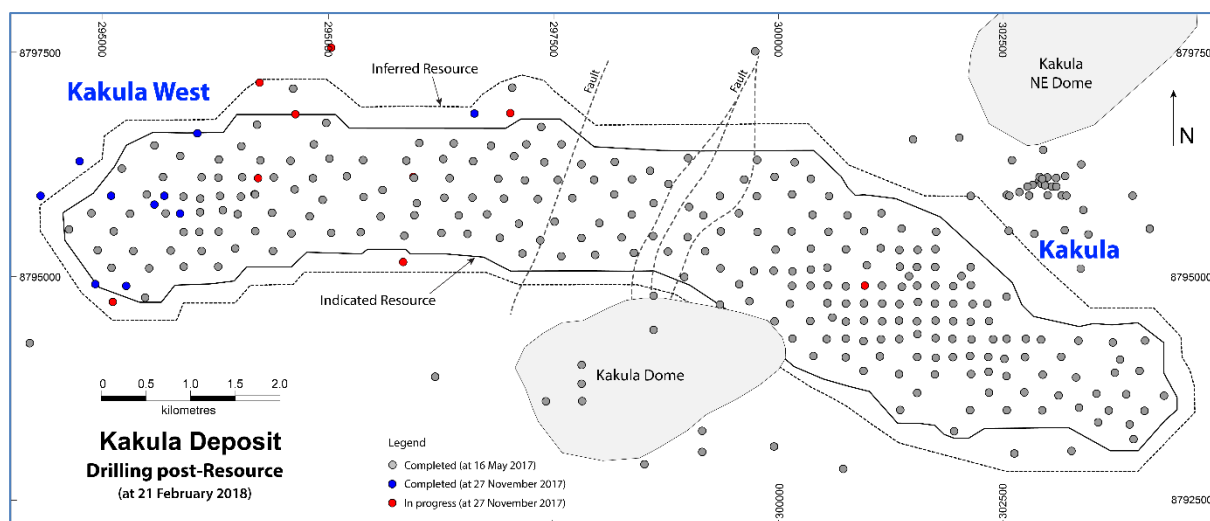 295000
295000
297500
300000
302500
8797500
8797500
Inferred Resource
Fault
Fault
Kakula
NE Dome
Kakula West
N
Kakula
8795000
8795000
Indicated Resource
Kakula Dome
0 0.5 1.0 1.5 2.0
kilometres
Kakula Deposit
Drilling post-Resource
(at 21 February 2018)
Legend
Completed (at 16 May 2017)
Completed (at 27 November 2017)
In progress (at 27 November 2017)
300000
302500
8792500